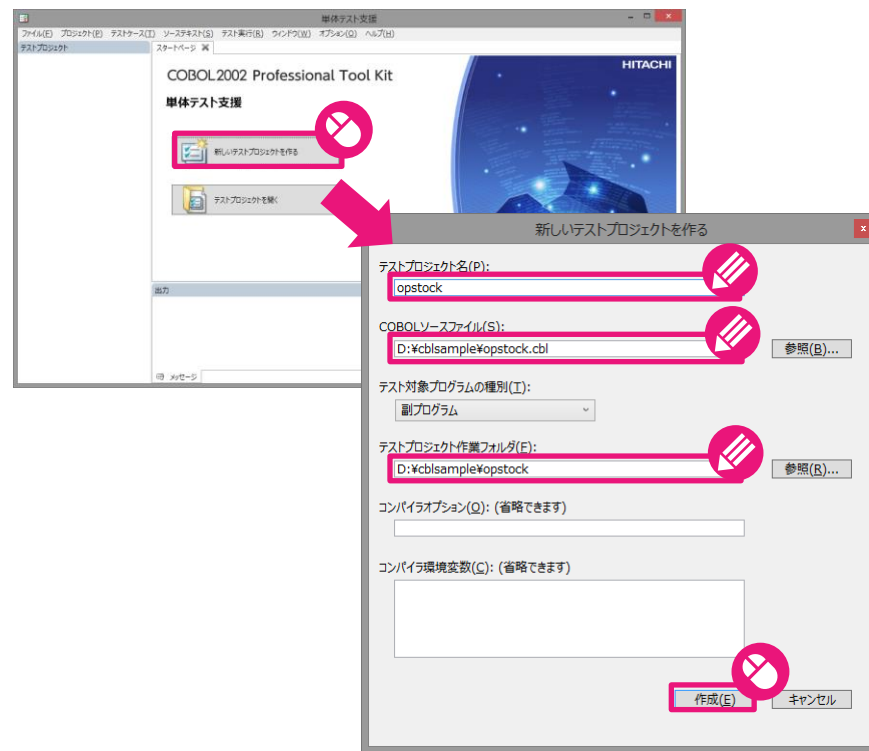 単体テスト支援
ファイル(F) プロジェクト(P) テストケース(T) ソーステキスト(S) テスト実行(R) ウィンドウ(W) オプション(O) ヘルプ(H)
テストプロジェクト
スタートページ
HITACHI
COBOL2002 Professional Tool Kit
単体テスト支援
新しいテストプロジェクトを作る
テストプロジェクトを開く
出力
メッセージ
新しいテストプロジェクトを作る
テストプロジェクト名(P):
opstock
COBOLソースファイル(S):
D:¥cblsample¥opstock.cbl
参照(B)...
テスト対象プログラムの種別(T):
副プログラム
テストプロジェクト作業フォルダ(F):
D:¥cblsample¥opstock
参照(R)...
コンパイラオプション(O): (省略できます)
コンパイラ環境変数(C): (省略できます)
作成(E)
キャンセル